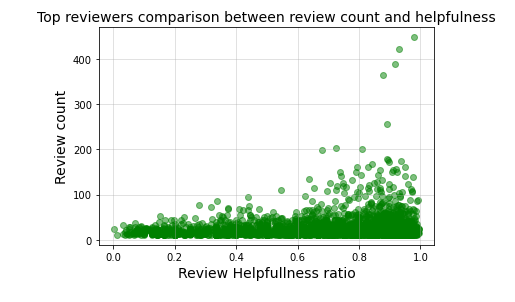 Top reviewers comparison between review count and helpfulness
400
300
200
100
0
Review count
0.0 0.2 0.4 0.6 0.8 1.0
Review Helpfullness ratio